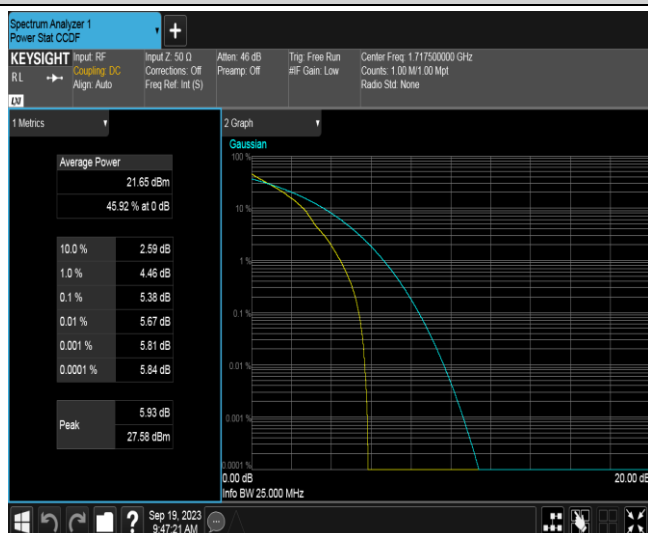 Spectrum Analyzer 1
Power Stat CCDF
+
KEYSIGHT
RL
LXI
Input: RF
Coupling: DC
Align: Auto
Input Z: 50 Ω
Corrections: Off
Freq Ref: Int (S)
Atten: 46 dB
Preamp: Off
Trig: Free Run
#IF Gain: Low
Center Freq: 1.717500000 GHz
Counts: 1.00 M/1.00 Mpt
Radio Std: None
1 Metrics
Average Power
21.65 dBm
45.92 % at 0 dB
10.0 % 2.59 dB
1.0 % 4.46 dB
0.1 % 5.38 dB
0.01 % 5.67 dB
0.001 % 5.81 dB
0.0001 % 5.84 dB
Peak
5.93 dB
27.58 dBm
2 Graph
Gaussian
100 %
10 %
1 %
0.1 %
0.01 %
0.001 %
0.0001 %
0.00 dB
20.00 dB
Info BW 25.000 MHz
?
Sep 19, 2023
9:47:21 AM